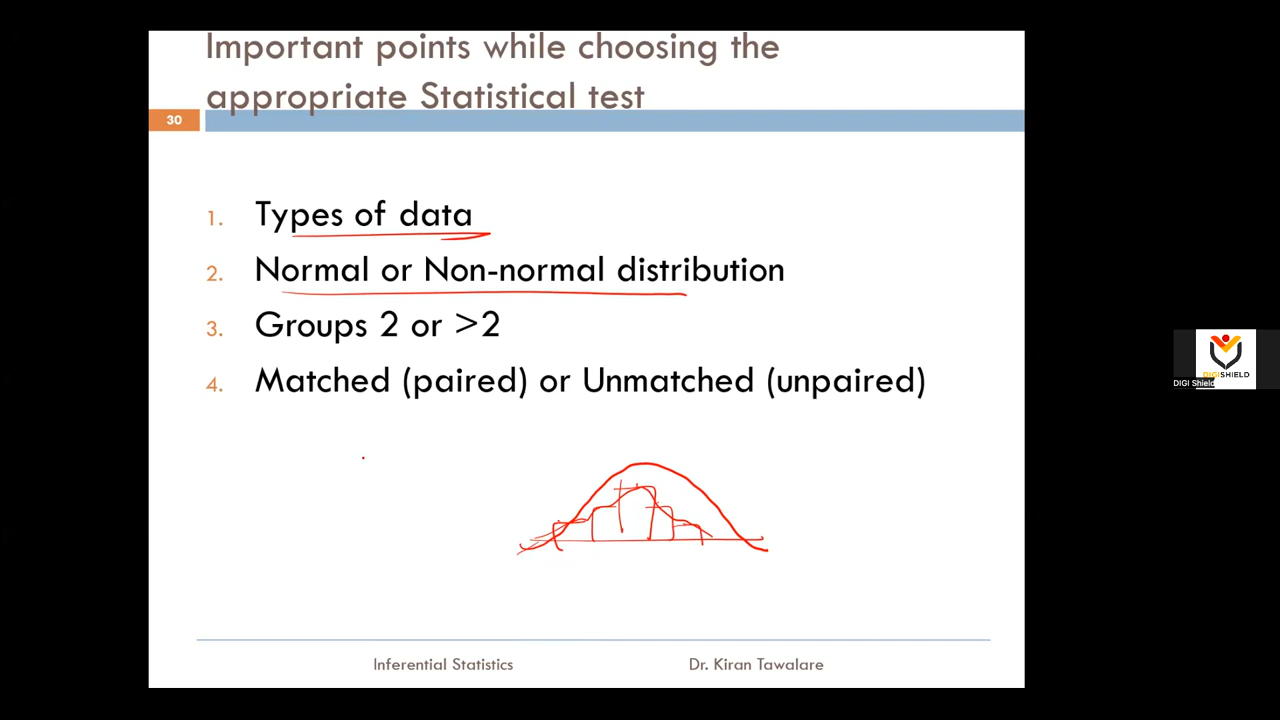 Important points while choosing the
appropriate Statistical test
30
1. Types of data
2. Normal or Non-normal distribution
3. Groups 2 or >2
4. Matched (paired) or Unmatched (unpaired)
DIGISHIELD
DIGI Shield
Inferential Statistics
Dr. Kiran Tawalare